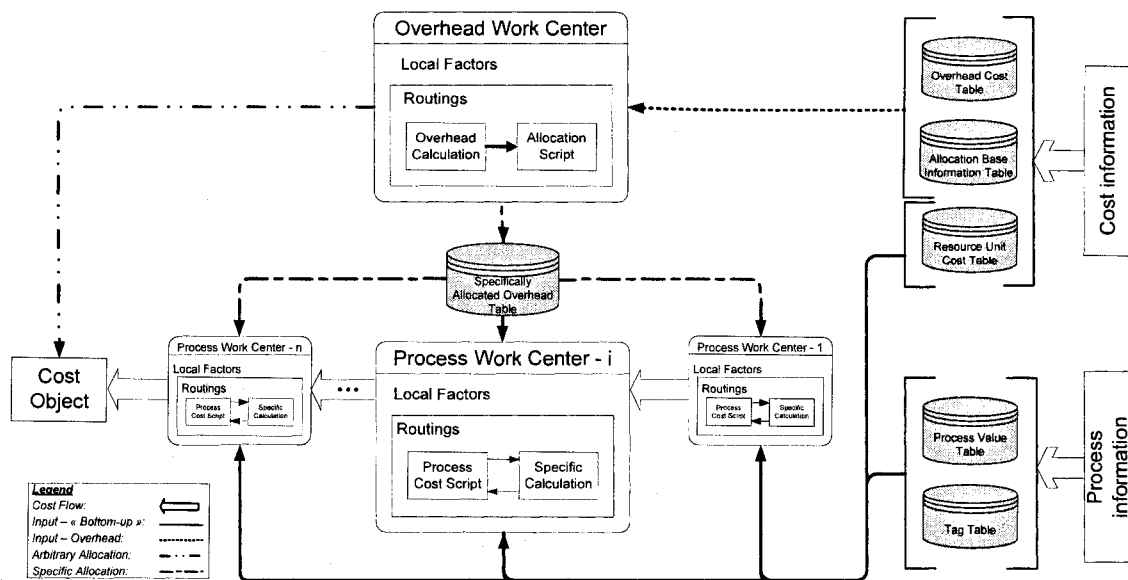 Overhead Work Center
Local Factors
Routings
Overhead
Calculation
Allocation
Script
Overhead Cost
Table
Allocation Base
Information Table
Resource Unit
Cost Table
Cost information
Specifically
Allocated Overhead
Table
Process Work Center - n
Local Factors
Routings
Process
Cost Script
Specific
Calculation
...
Process Work Center - i
Local Factors
Routings
Process
Cost Script
Specific
Calculation
Process Work Center - 1
Local Factors
Routings
Process
Cost Script
Specific
Calculation
Cost
Object
Process Value
Table
Tag Table
Process
information
Legend
Cost Flow:
Input – « Bottom-up »:
Input – Overhead:
Arbitrary Allocation:
Specific Allocation: